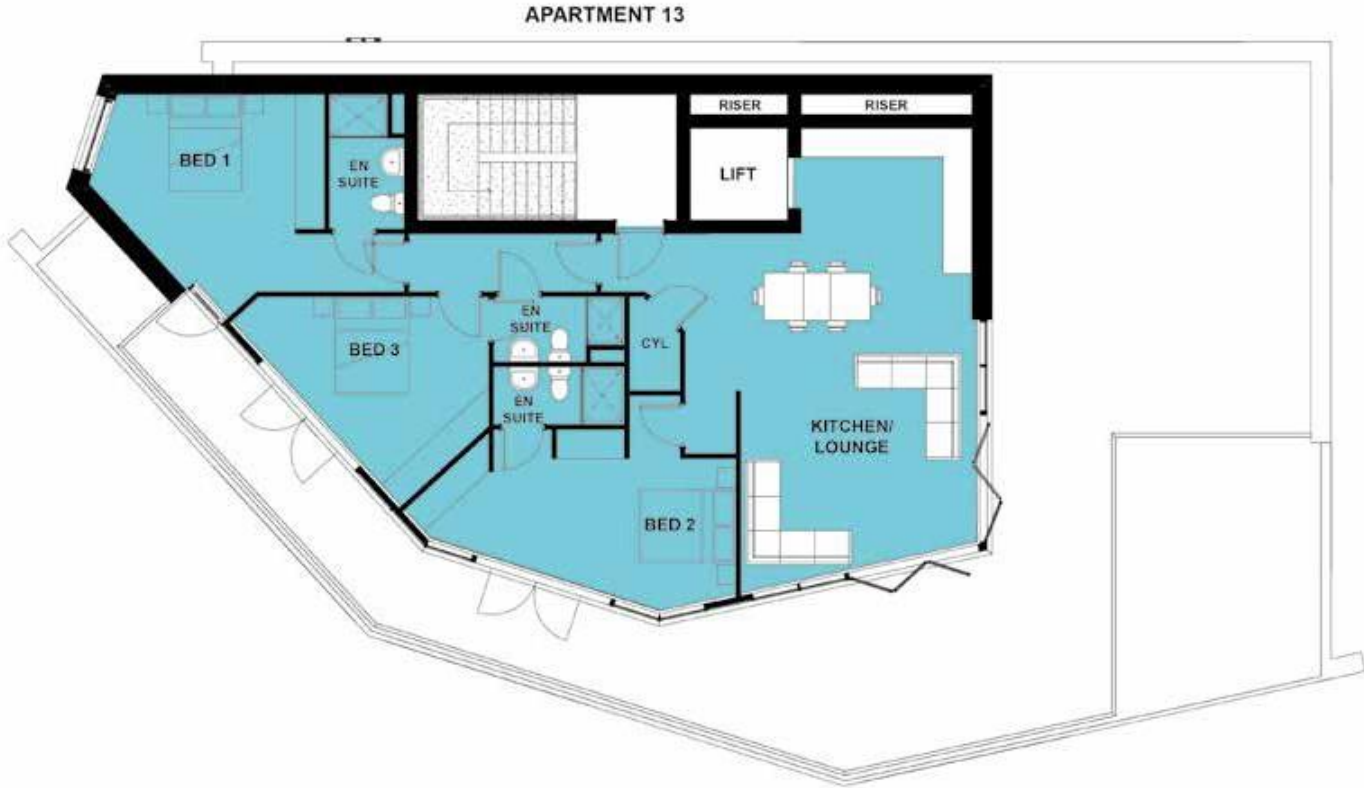 APARTMENT 13
RISER
RISER
BED 1
EN
SUITE
LIFT
EN
SUITE
BED 3
CYL
EN
SUITE
KITCHEN/
LOUNGE
BED 2